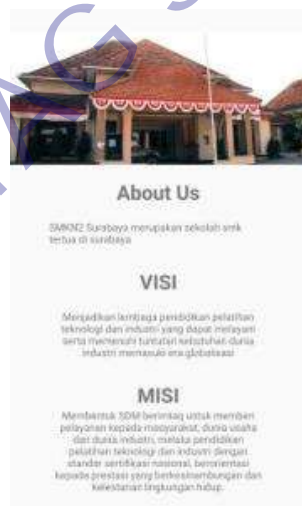 About Us
SMKN2 Surabaya merupakan sekolah smk
tertua di surabaya
VISI
Menjadikan lembaga pendidikan pelatihan
teknologi dan industri yang dapat melayani
serta memenuhi tuntutan kebutuhan dunia
industri memasuki era globalisasi
MISI
Membentuk SDM berimtaq untuk memberi
pelayanan kepada masyarakat, dunia usaha
dan dunia industri, melalui pendidikan
pelatihan teknologi dan industri dengan
standar sertifikasi nasional, berorientasi
kepada prestasi yang berkesinambungan dan
kelestarian lingkungan hidup.